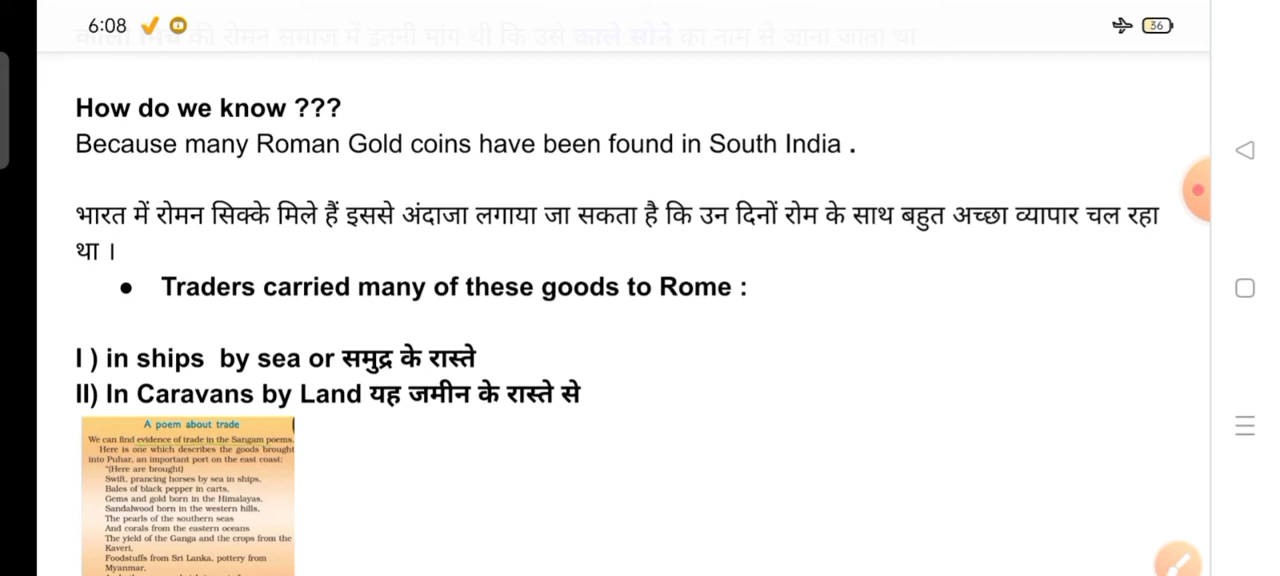 6:08
36
काली मिर्च की रोमन समाज में इतनी मांग थी कि उसे काले सोने का नाम से जाना जाता था
How do we know ???
Because many Roman Gold coins have been found in South India .
भारत में रोमन सिक्के मिले हैं इससे अंदाजा लगाया जा सकता है कि उन दिनों रोम के साथ बहुत अच्छा व्यापार चल रहा
था ।
● Traders carried many of these goods to Rome :
I ) in ships by sea or समुद्र के रास्ते
II) In Caravans by Land यह जमीन के रास्ते से
A poem about trade
We can find evidence of trade in the Sangam poems.
Here is one which describes the goods brought
into Puhar, an important port on the east coast:
"(Here are brought)
Swift, prancing horses by sea in ships,
Bales of black pepper in carts,
Gems and gold born in the Himalayas,
Sandalwood born in the western hills,
The pearls of the southern seas
And corals from the eastern oceans
The yield of the Ganga and the crops from the
Kaveri,
Foodstuffs from Sri Lanka, pottery from
Myanmar,